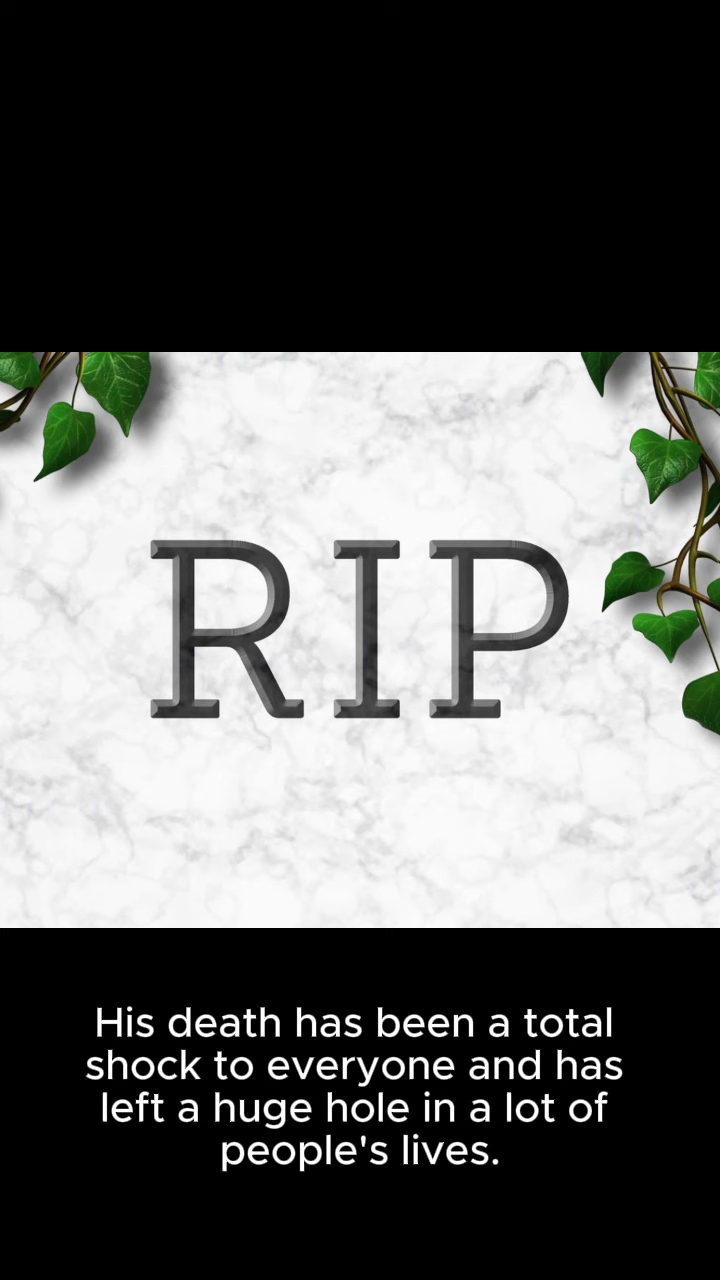 RIP
His death has been a total
shock to everyone and has
left a huge hole in a lot of
people's lives.